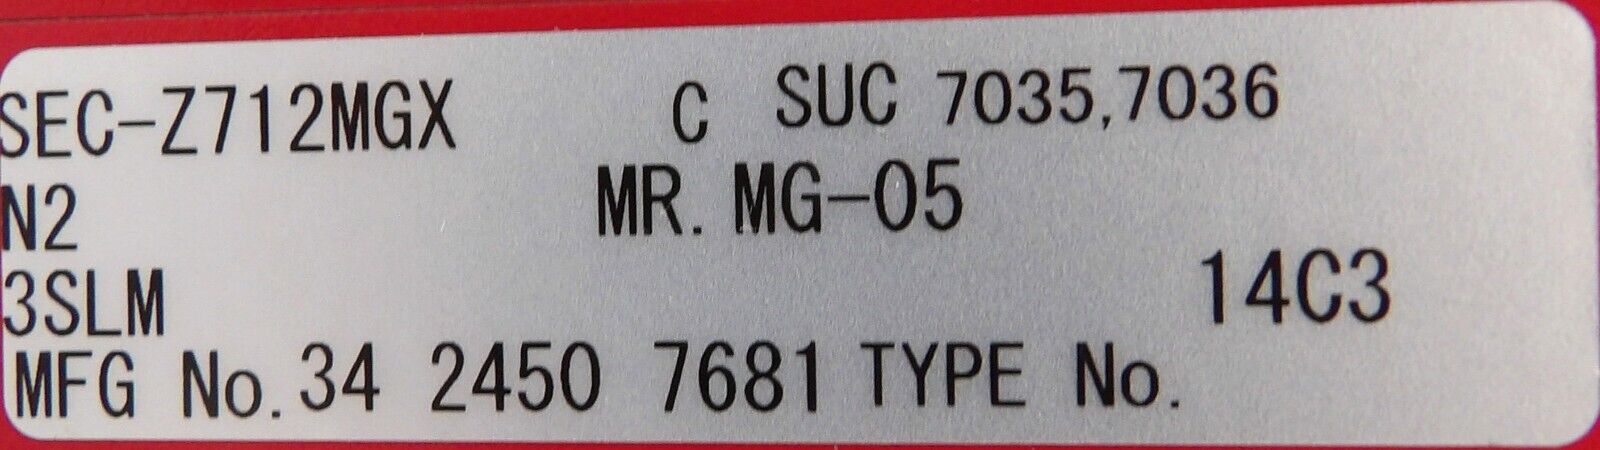 SEC-Z712MGX C SUC 7035,7036
N2 MR. MG-05
3SLM 14C3
MFG No. 34 2450 7681 TYPE No.